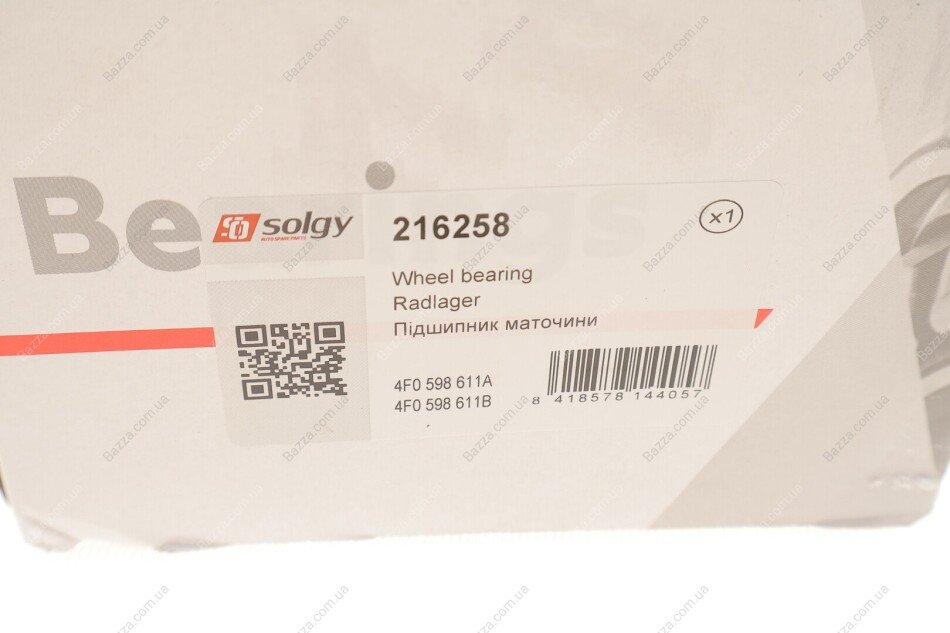 Be i gs
solgy
AUTO SPARE PARTS
216258
x1
Wheel bearing
Radlager
Підшипник маточини
4F0 598 611A
4F0 598 611B
8 418578 144057
Bazza.com.ua